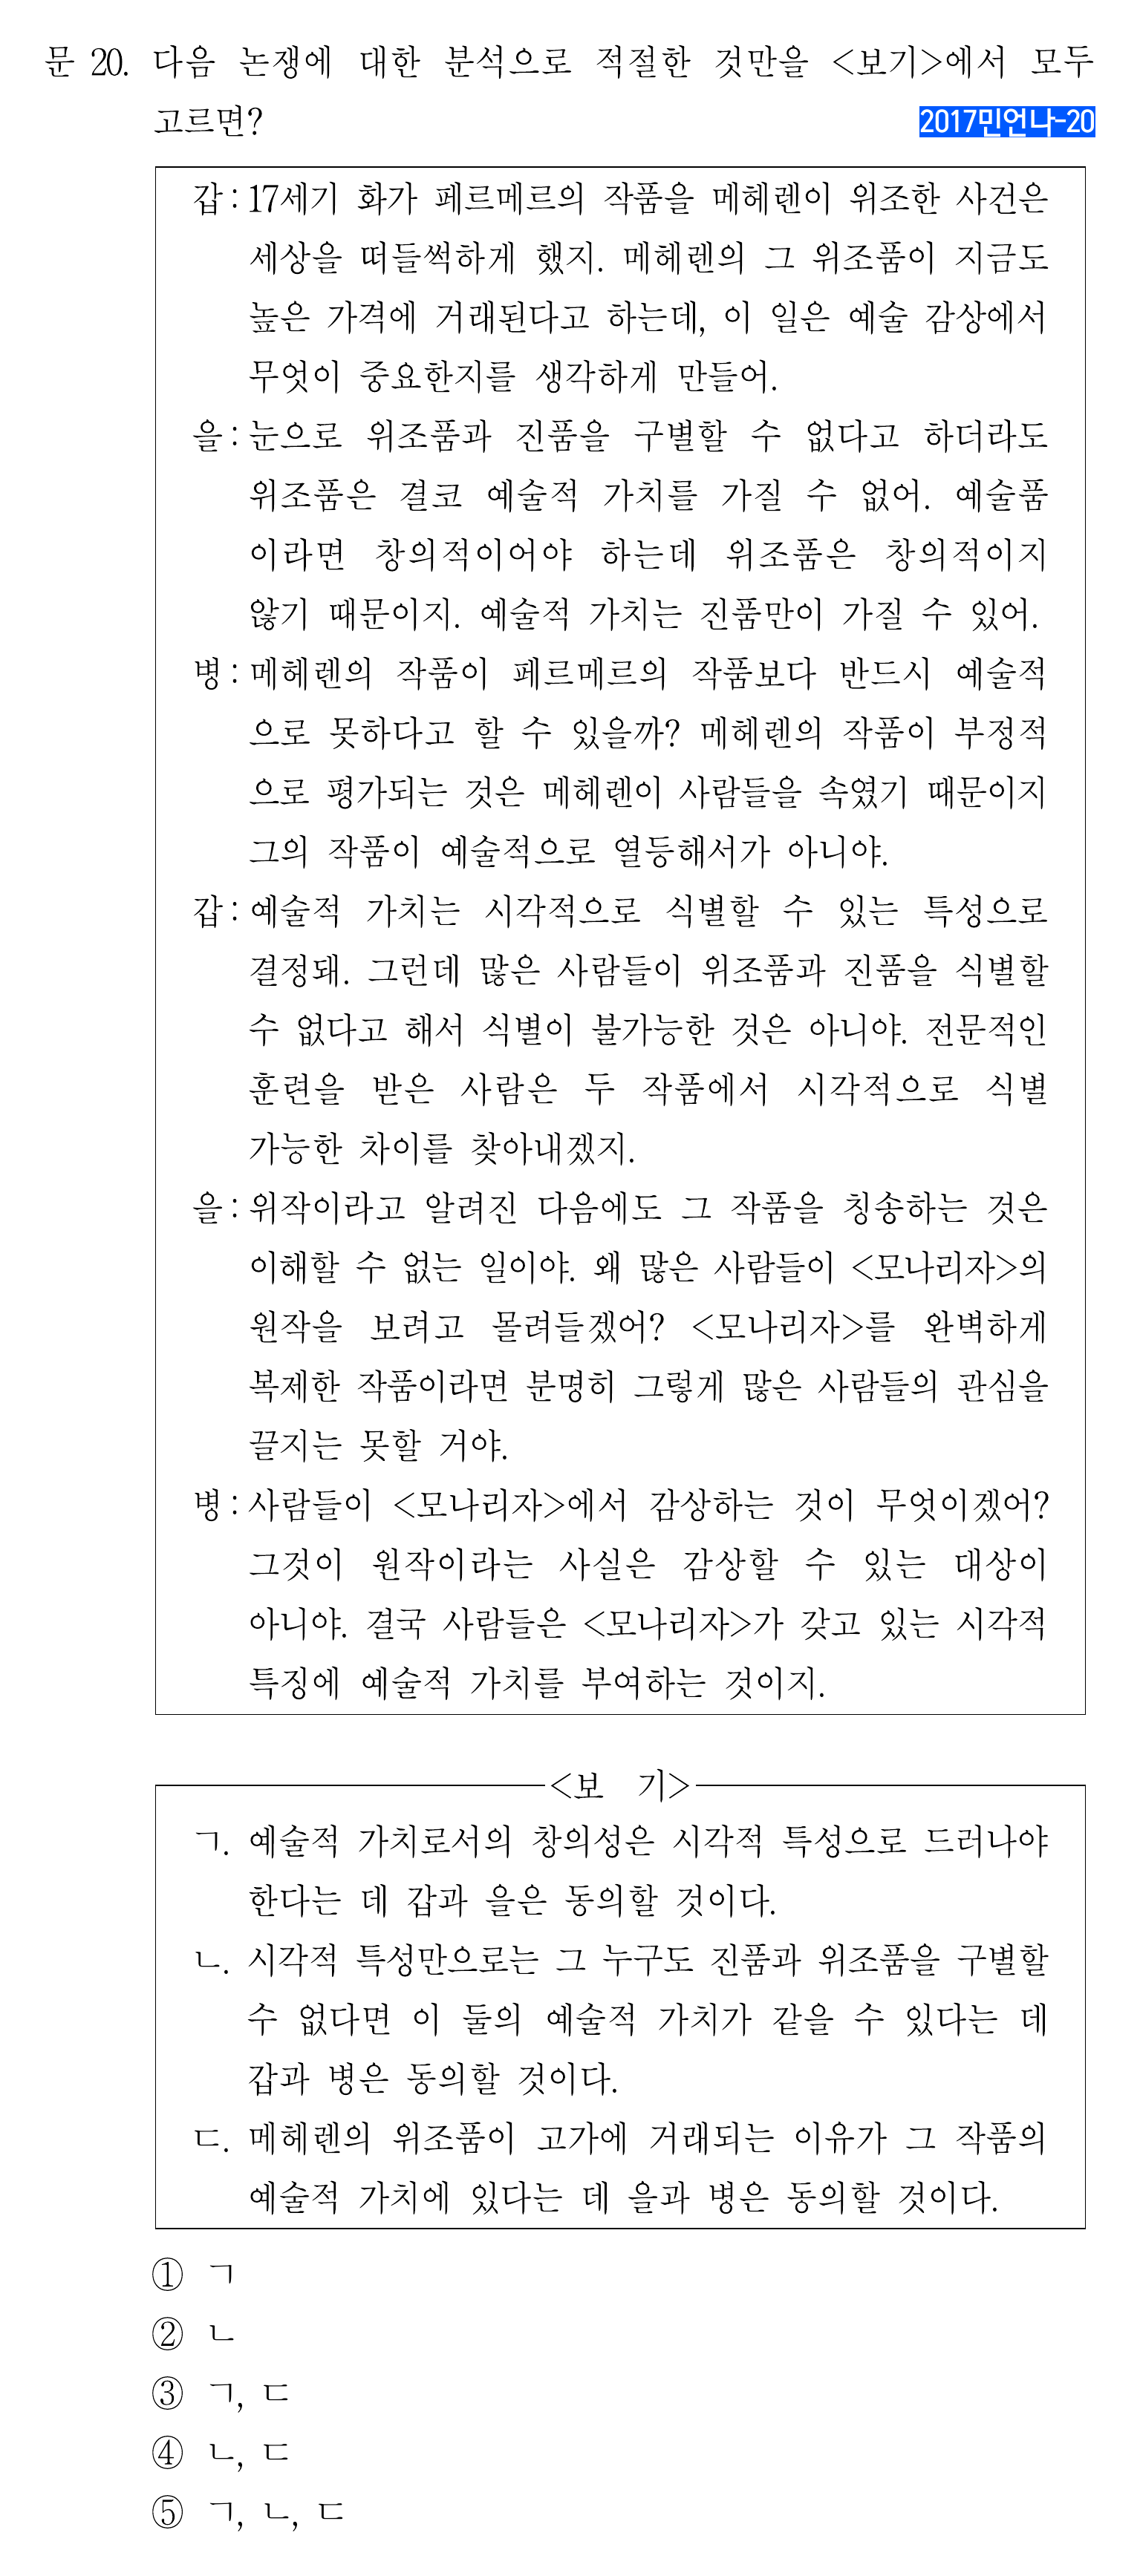 문 20. 다음 논쟁에 대한 분석으로 적절한 것만을 <보기>에서 모두
고르면?
2017민언나-20
갑: 17세기 화가 페르메르의 작품을 메헤렌이 위조한 사건은
세상을 떠들썩하게 했지. 메헤렌의 그 위조품이 지금도
높은 가격에 거래된다고 하는데, 이 일은 예술 감상에서
무엇이 중요한지를 생각하게 만들어.
을: 눈으로 위조품과 진품을 구별할 수 없다고 하더라도
위조품은 결코 예술적 가치를 가질 수 없어. 예술품
이라면 창의적이어야 하는데 위조품은 창의적이지
않기 때문이지. 예술적 가치는 진품만이 가질 수 있어.
병: 메헤렌의 작품이 페르메르의 작품보다 반드시 예술적
으로 못하다고 할 수 있을까? 메헤렌의 작품이 부정적
으로 평가되는 것은 메헤렌이 사람들을 속였기 때문이지
그의 작품이 예술적으로 열등해서가 아니야.
갑: 예술적 가치는 시각적으로 식별할 수 있는 특성으로
결정돼. 그런데 많은 사람들이 위조품과 진품을 식별할
수 없다고 해서 식별이 불가능한 것은 아니야. 전문적인
훈련을 받은 사람은 두 작품에서 시각적으로 식별
가능한 차이를 찾아내겠지.
을: 위작이라고 알려진 다음에도 그 작품을 칭송하는 것은
이해할 수 없는 일이야. 왜 많은 사람들이 <모나리자>의
원작을 보려고 몰려들겠어? <모나리자>를 완벽하게
복제한 작품이라면 분명히 그렇게 많은 사람들의 관심을
끌지는 못할 거야.
병: 사람들이 <모나리자>에서 감상하는 것이 무엇이겠어?
그것이 원작이라는 사실은 감상할 수 있는 대상이
아니야. 결국 사람들은 <모나리자>가 갖고 있는 시각적
특징에 예술적 가치를 부여하는 것이지.
<보 기>
ㄱ. 예술적 가치로서의 창의성은 시각적 특성으로 드러나야
한다는 데 갑과 을은 동의할 것이다.
ㄴ. 시각적 특성만으로는 그 누구도 진품과 위조품을 구별할
수 없다면 이 둘의 예술적 가치가 같을 수 있다는 데
갑과 병은 동의할 것이다.
ㄷ. 메헤렌의 위조품이 고가에 거래되는 이유가 그 작품의
예술적 가치에 있다는 데 을과 병은 동의할 것이다.
① ㄱ
② ㄴ
③ ㄱ, ㄷ
④ ㄴ, ㄷ
⑤ ㄱ, ㄴ, ㄷ